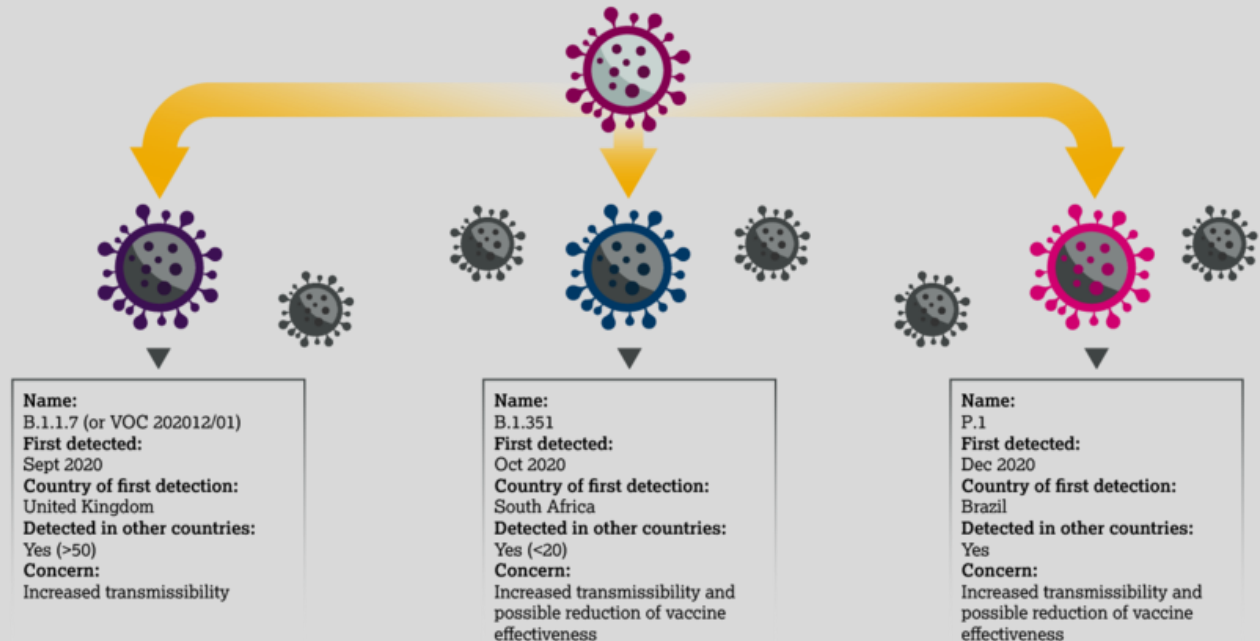 Name:
B.1.1.7 (or VOC 202012/01)
First detected:
Sept 2020
Country of first detection:
United Kingdom
Detected in other countries:
Yes (>50)
Concern:
Increased transmissibility
Name:
B.1.351
First detected:
Oct 2020
Country of first detection:
South Africa
Detected in other countries:
Yes (<20)
Concern:
Increased transmissibility and
possible reduction of vaccine
effectiveness
Name:
P.1
First detected:
Dec 2020
Country of first detection:
Brazil
Detected in other countries:
Yes
Concern:
Increased transmissibility and
possible reduction of vaccine
effectiveness